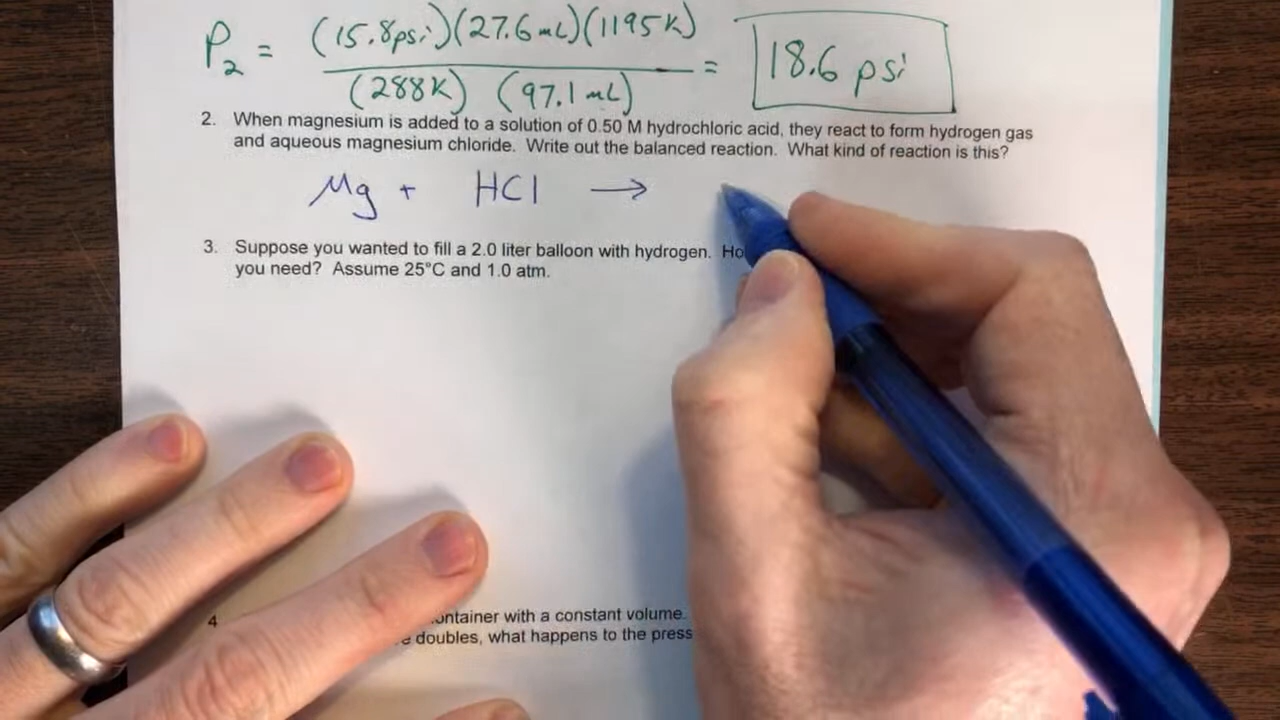 P₂ = (15.8psi)(27.6mL)(1195K) = 18.6 psi
(288K) (97.1mL)
2. When magnesium is added to a solution of 0.50 M hydrochloric acid, they react to form hydrogen gas
and aqueous magnesium chloride. Write out the balanced reaction. What kind of reaction is this?
Mg + HCl →
3. Suppose you wanted to fill a 2.0 liter balloon with hydrogen.
you need? Assume 25°C and 1.0 atm.
4 with a constant volume.
doubles, what happens to the